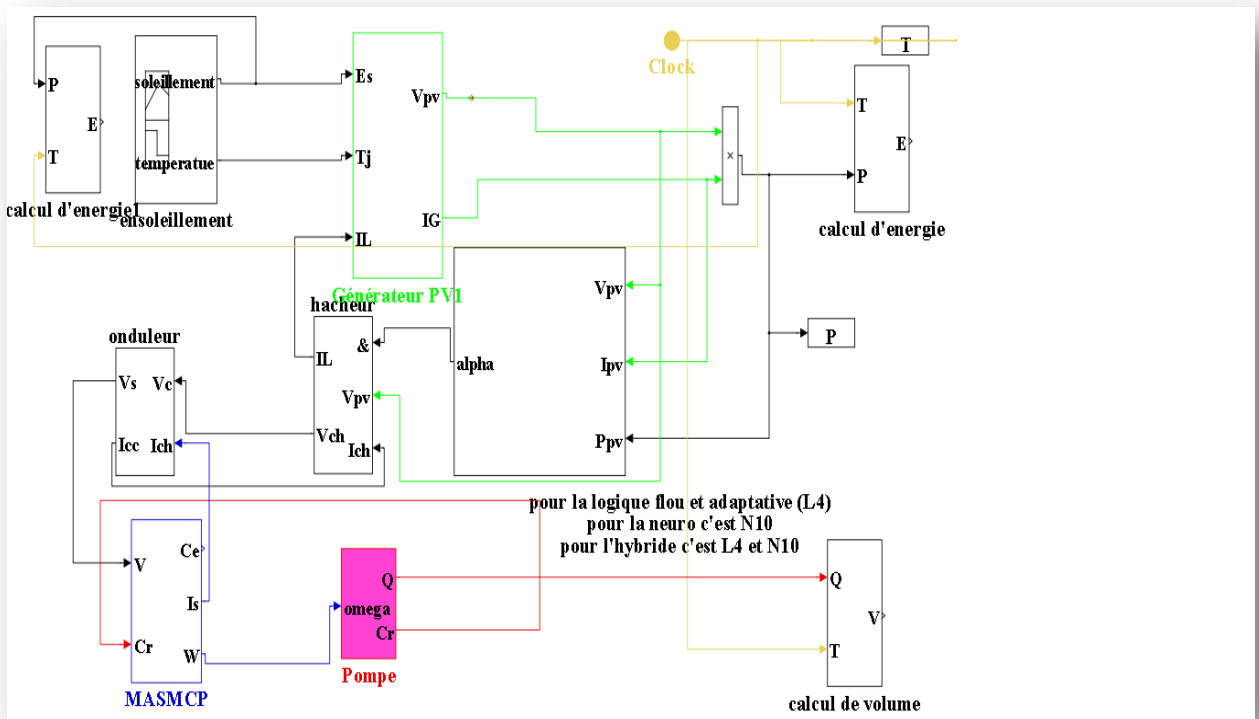 P
E
T
calcul d'energie1
soleillement
temperatue
ensoleillement
Es
Vpv
Tj
IG
IL
Générateur PV1
Clock
T
×
T
E
P
calcul d'energie
hacheur
&
IL
Vpv
Vch
Ich
Vpv
alpha
Ipv
Ppv
P
onduleur
Vs
Vc
Icc
Ich
pour la logique flou et adaptative (L4)
pour la neuro c'est N10
pour l'hybride c'est L4 et N10
Ce
V
Is
Cr
W
MASMCP
Q
omega
Cr
Pompe
Q
V
T
calcul de volume